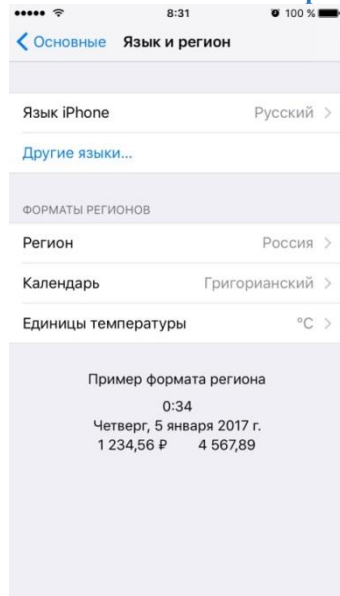 8:31 100 %
Основные Язык и регион
Язык iPhone Русский
Другие языки...
ФОРМАТЫ РЕГИОНОВ
Регион Россия
Календарь Григорианский
Единицы температуры °C
Пример формата региона
0:34
Четверг, 5 января 2017 г.
1 234,56 ₽ 4 567,89